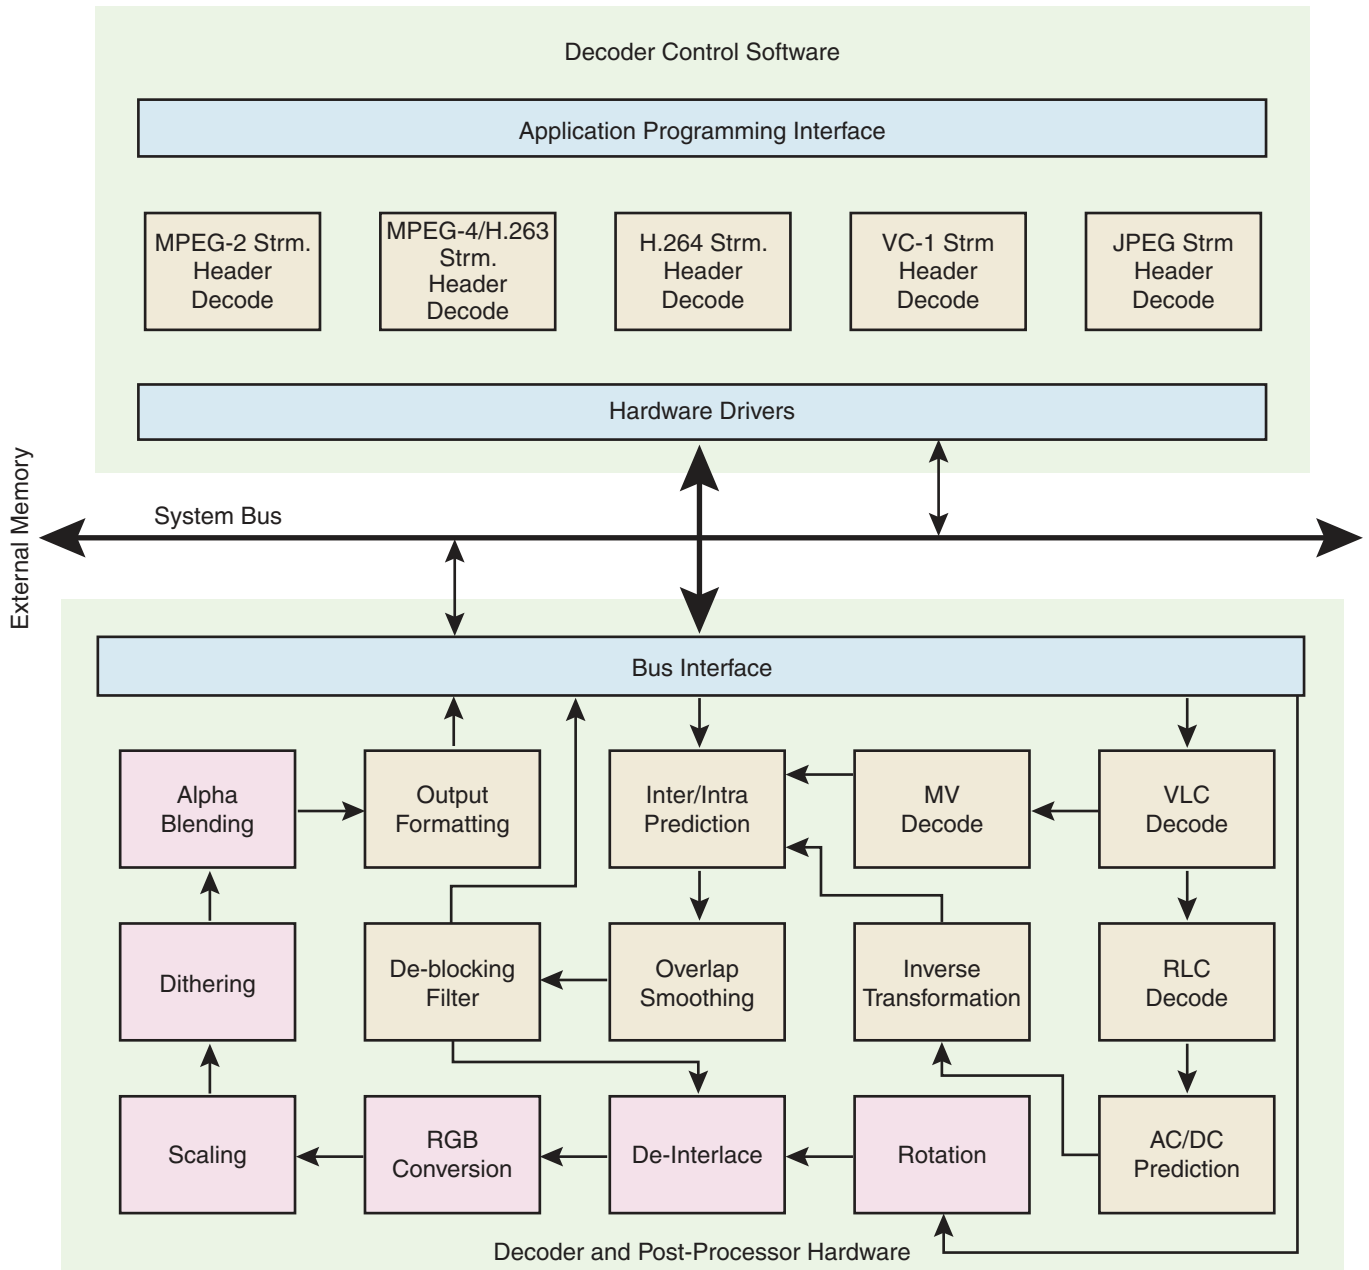 Decoder Control Software
Application Programming Interface
MPEG-2 Strm.
Header
Decode
MPEG-4/H.263
Strm.
Header
Decode
H.264 Strm.
Header
Decode
VC-1 Strm
Header
Decode
JPEG Strm
Header
Decode
Hardware Drivers
External Memory
System Bus
Bus Interface
Alpha
Blending
Output
Formatting
Inter/Intra
Prediction
MV
Decode
VLC
Decode
Dithering
De-blocking
Filter
Overlap
Smoothing
Inverse
Transformation
RLC
Decode
Scaling
RGB
Conversion
De-Interlace
Rotation
AC/DC
Prediction
Decoder and Post-Processor Hardware